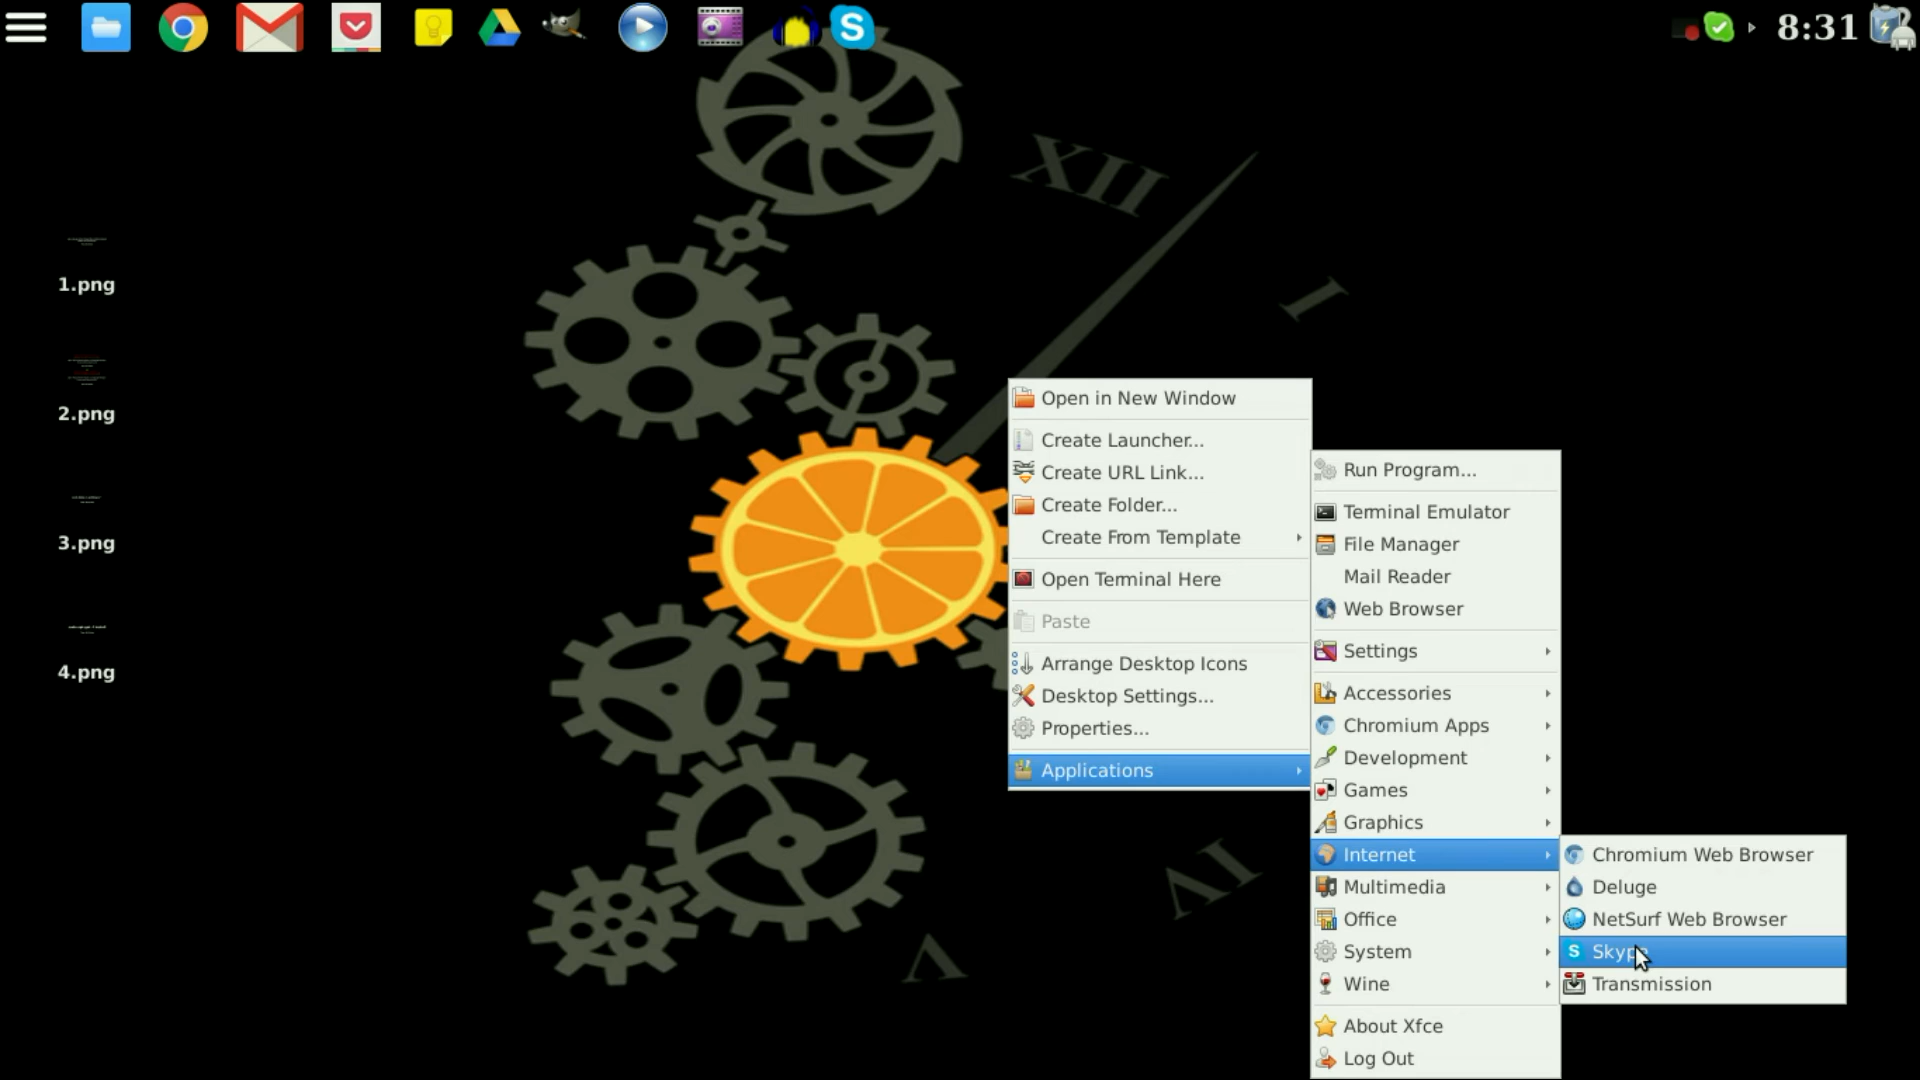 8:31
XII
I
IV
V
1.png
2.png
3.png
4.png
Open in New Window
Create Launcher...
Create URL Link...
Create Folder...
Create From Template
Open Terminal Here
Paste
Arrange Desktop Icons
Desktop Settings...
Properties...
Applications
Run Program...
Terminal Emulator
File Manager
Mail Reader
Web Browser
Settings
Accessories
Chromium Apps
Development
Games
Graphics
Internet
Multimedia
Office
System
Wine
About Xfce
Log Out
Chromium Web Browser
Deluge
NetSurf Web Browser
Skype
Transmission